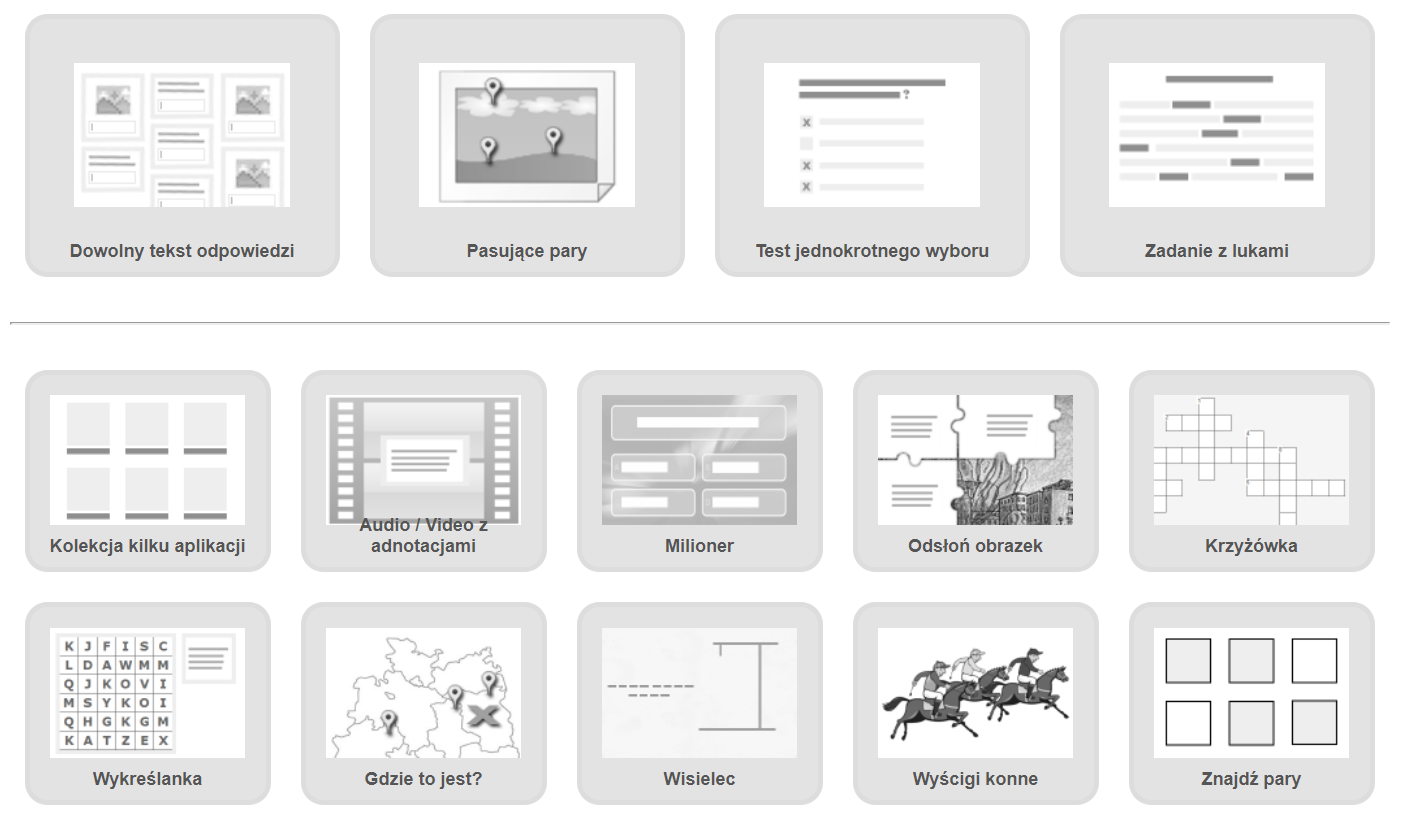 ?
X
X
X
Dowolny tekst odpowiedzi
Pasujące pary
Test jednokrotnego wyboru
Zadanie z lukami
Kolekcja kilku aplikacji
Audio / Video z
adnotacjami
Milioner
Odsłoń obrazek
Krzyżówka
K J F I S C
L D A W M M
Q J K O V I
M S Y K O I
Q H G K G M
K A T Z E X
Wykreślanka
Gdzie to jest?
Wisielec
Wyścigi konne
Znajdź pary